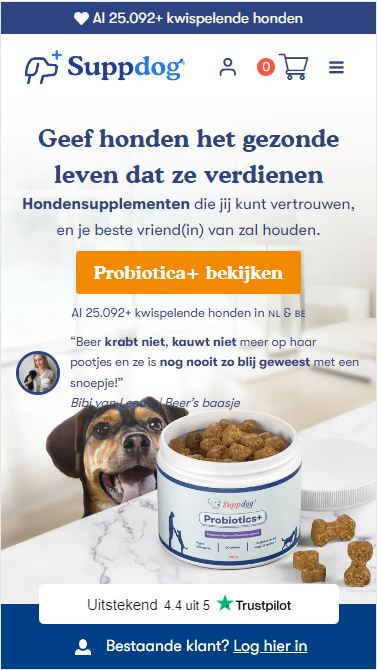 Al 25.092+ kwispelende honden
Suppdog
0
Geef honden het gezonde
leven dat ze verdienen
Hondensupplementen die jij kunt vertrouwen,
en je beste vriend(in) van zal houden.
Probiotica+ bekijken
Al 25.092+ kwispelende honden in NL & BE
“Beer krabt niet, kauwt niet meer op haar
pootjes en ze is nog nooit zo blij geweest met een
snoepje!”
Bibi van | Beer's baasje
Suppdog
Probiotics+
Uitstekend 4.4 uit 5 Trustpilot
Bestaande klant? Log hier in